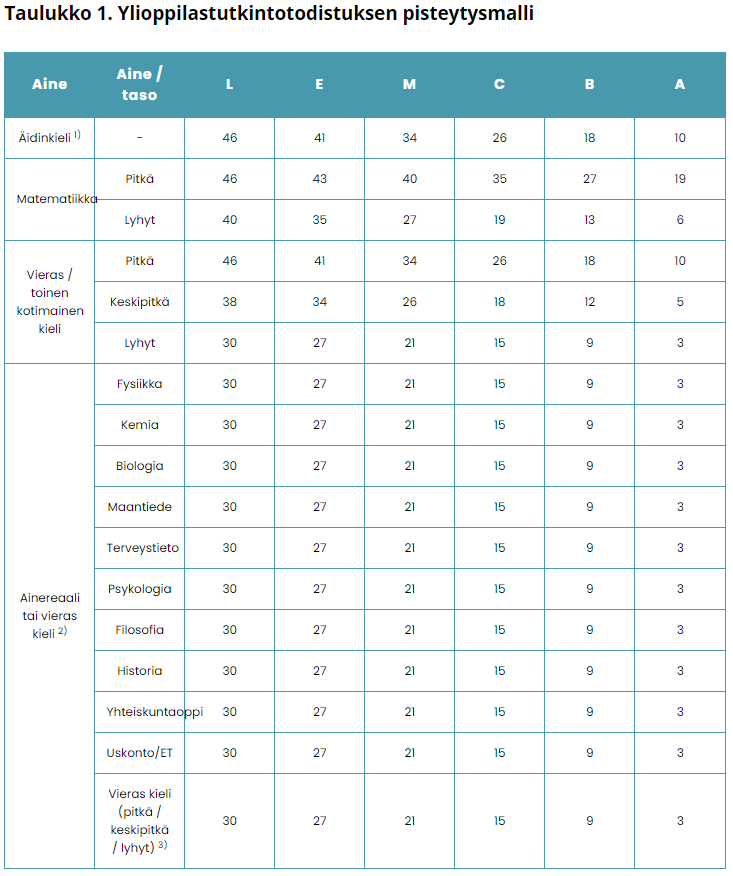 Taulukko 1. Ylioppilastutkintotodistuksen pisteytysmalli
Aine Aine / taso L E M C B A
Äidinkieli 1) - 46 41 34 26 18 10
Matematiikka Pitkä 46 43 40 35 27 19
Lyhyt 40 35 27 19 13 6
Vieras / toinen kotimainen kieli Pitkä 46 41 34 26 18 10
Keskipitkä 38 34 26 18 12 5
Lyhyt 30 27 21 15 9 3
Ainereaali tai vieras kieli 2) Fysiikka 30 27 21 15 9 3
Kemia 30 27 21 15 9 3
Biologia 30 27 21 15 9 3
Maantiede 30 27 21 15 9 3
Terveystieto 30 27 21 15 9 3
Psykologia 30 27 21 15 9 3
Filosofia 30 27 21 15 9 3
Historia 30 27 21 15 9 3
Yhteiskuntaoppi 30 27 21 15 9 3
Uskonto/ET 30 27 21 15 9 3
Vieras kieli (pitkä / keskipitkä / lyhyt) 3) 30 27 21 15 9 3